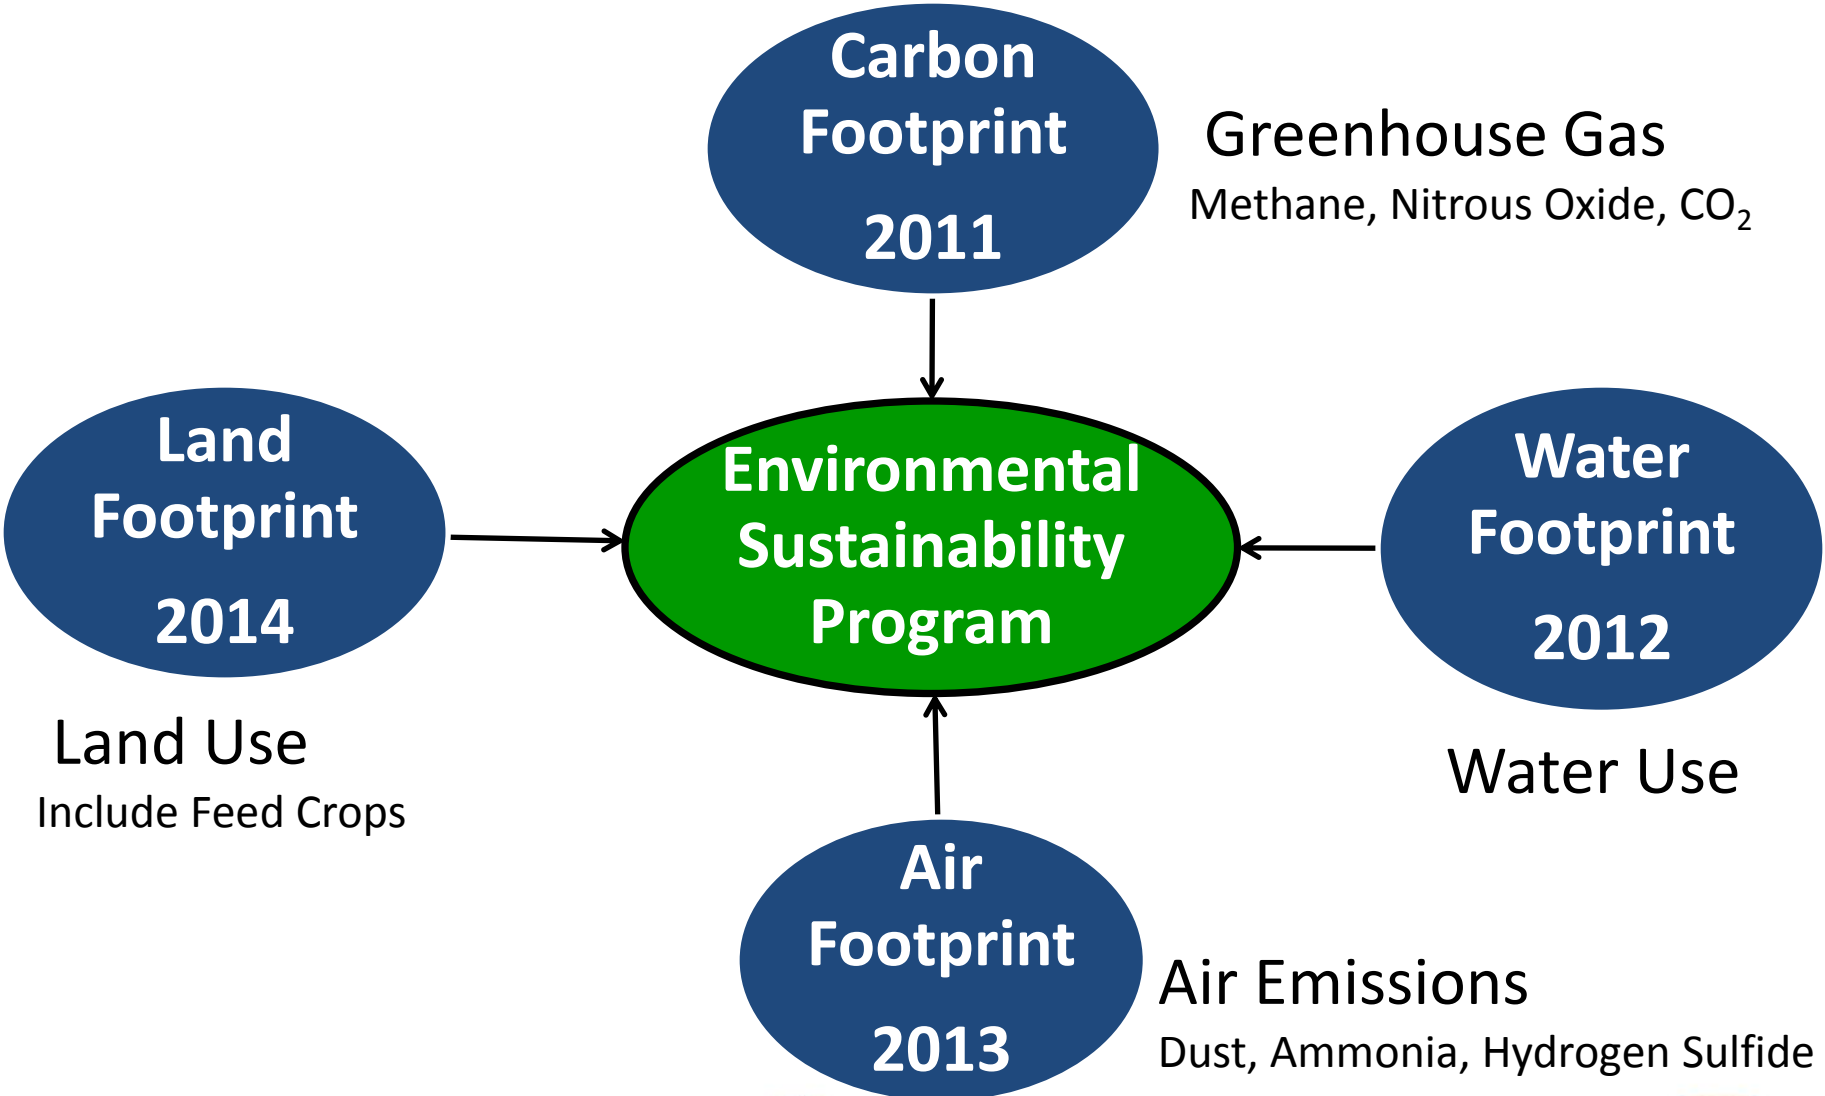 Carbon
Footprint
2011
Greenhouse Gas
Methane, Nitrous Oxide, CO₂
Land
Footprint
2014
Land Use
Include Feed Crops
Environmental
Sustainability
Program
Water
Footprint
2012
Water Use
Air
Footprint
2013
Air Emissions
Dust, Ammonia, Hydrogen Sulfide